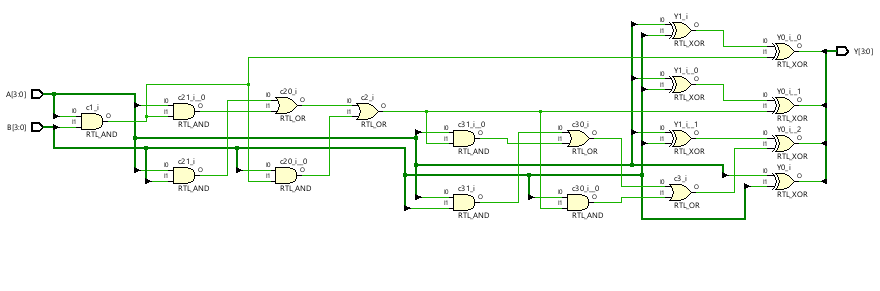 Y1_i
I0 O
I1
RTL_XOR
Y0_i__0
I0 O
I1
RTL_XOR
Y[3:0]
A[3:0]
B[3:0]
c1_i
I0 O
I1
RTL_AND
c21_i__0
I0 O
I1
RTL_AND
c20_i
I0 O
I1
RTL_OR
c2_i
I0 O
I1
RTL_OR
Y1_i__0
I0 O
I1
RTL_XOR
Y0_i__1
I0 O
I1
RTL_XOR
c31_i__0
I0 O
I1
RTL_AND
c30_i
I0 O
I1
RTL_OR
Y1_i__1
I0 O
I1
RTL_XOR
Y0_i__2
I0 O
I1
RTL_XOR
c21_i
I0 O
I1
RTL_AND
c20_i__0
I0 O
I1
RTL_AND
c31_i
I0 O
I1
RTL_AND
c30_i__0
I0 O
I1
RTL_AND
c3_i
I0 O
I1
RTL_OR
Y0_i
I0 O
I1
RTL_XOR